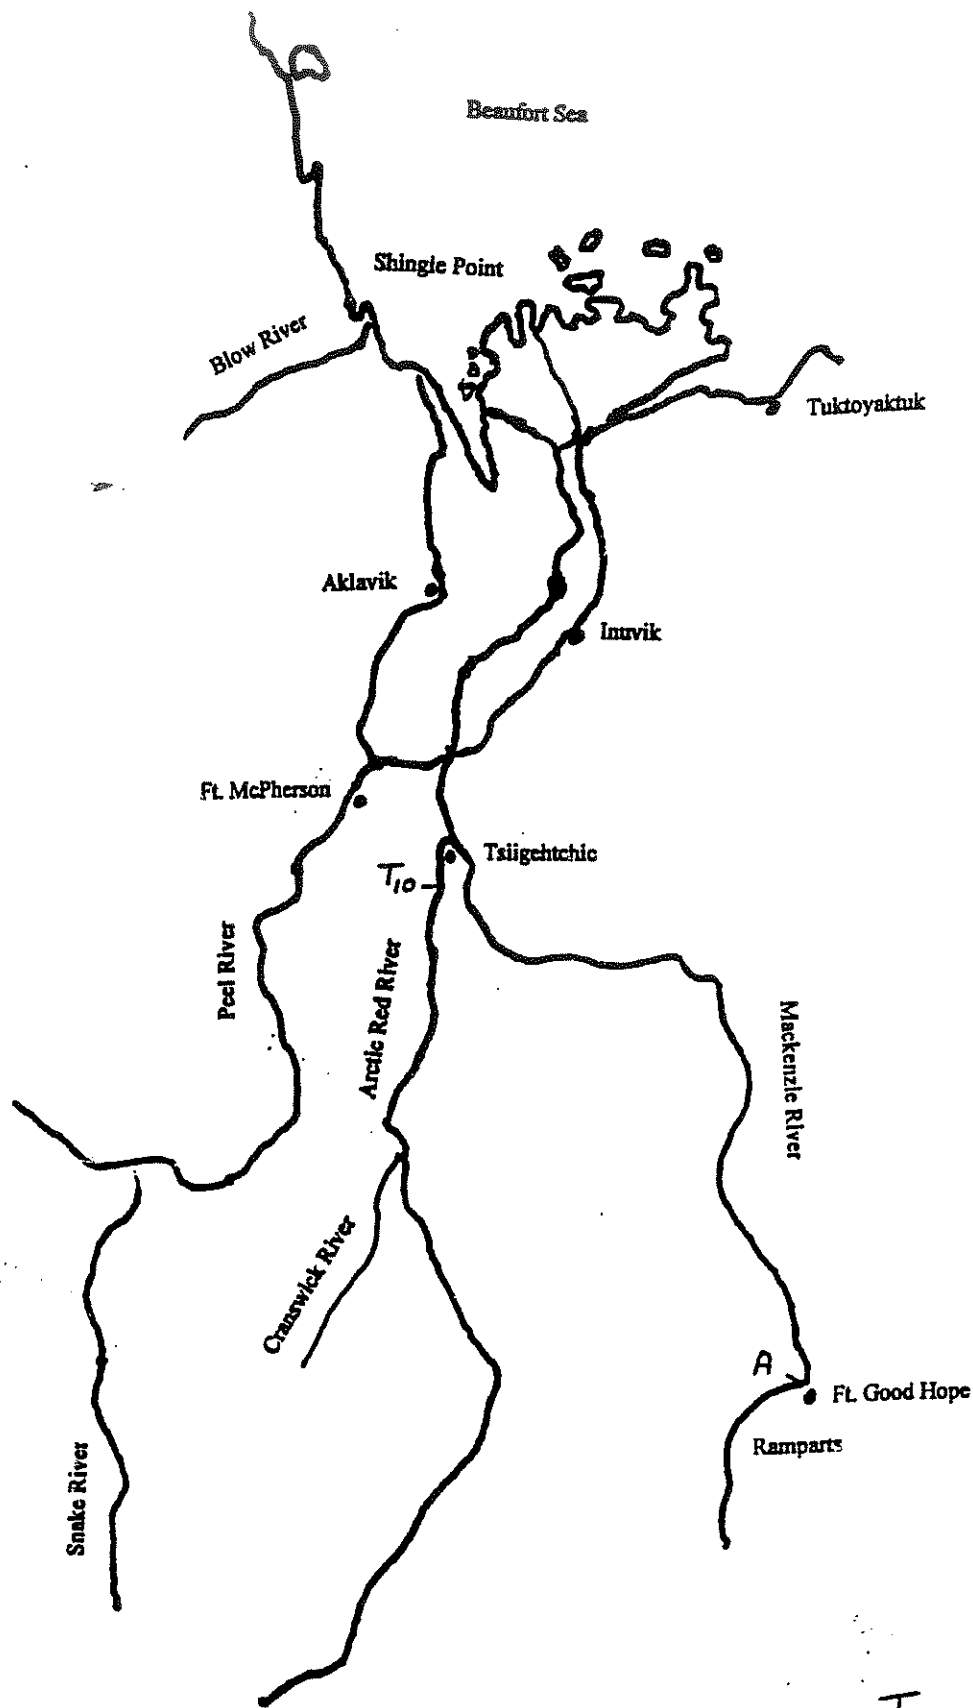 Beaufort Sea
Shingle Point
Blow River
Tuktoyaktuk
Aklavik
Inuvik
Ft. McPherson
Tsiigehtchic
T10
Peel River
Arctic Red River
Mackenzie River
Cranswick River
A
Ft. Good Hope
Ramparts
Snake River